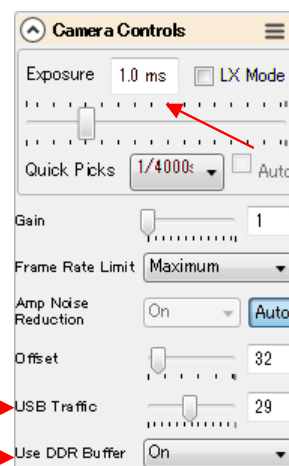 Camera Controls
Exposure 1.0 ms LX Mode
Quick Picks 1/4000s Auto
Gain 1
Frame Rate Limit Maximum
Amp Noise
Reduction On Auto
Offset 32
USB Traffic 29
Use DDR Buffer On